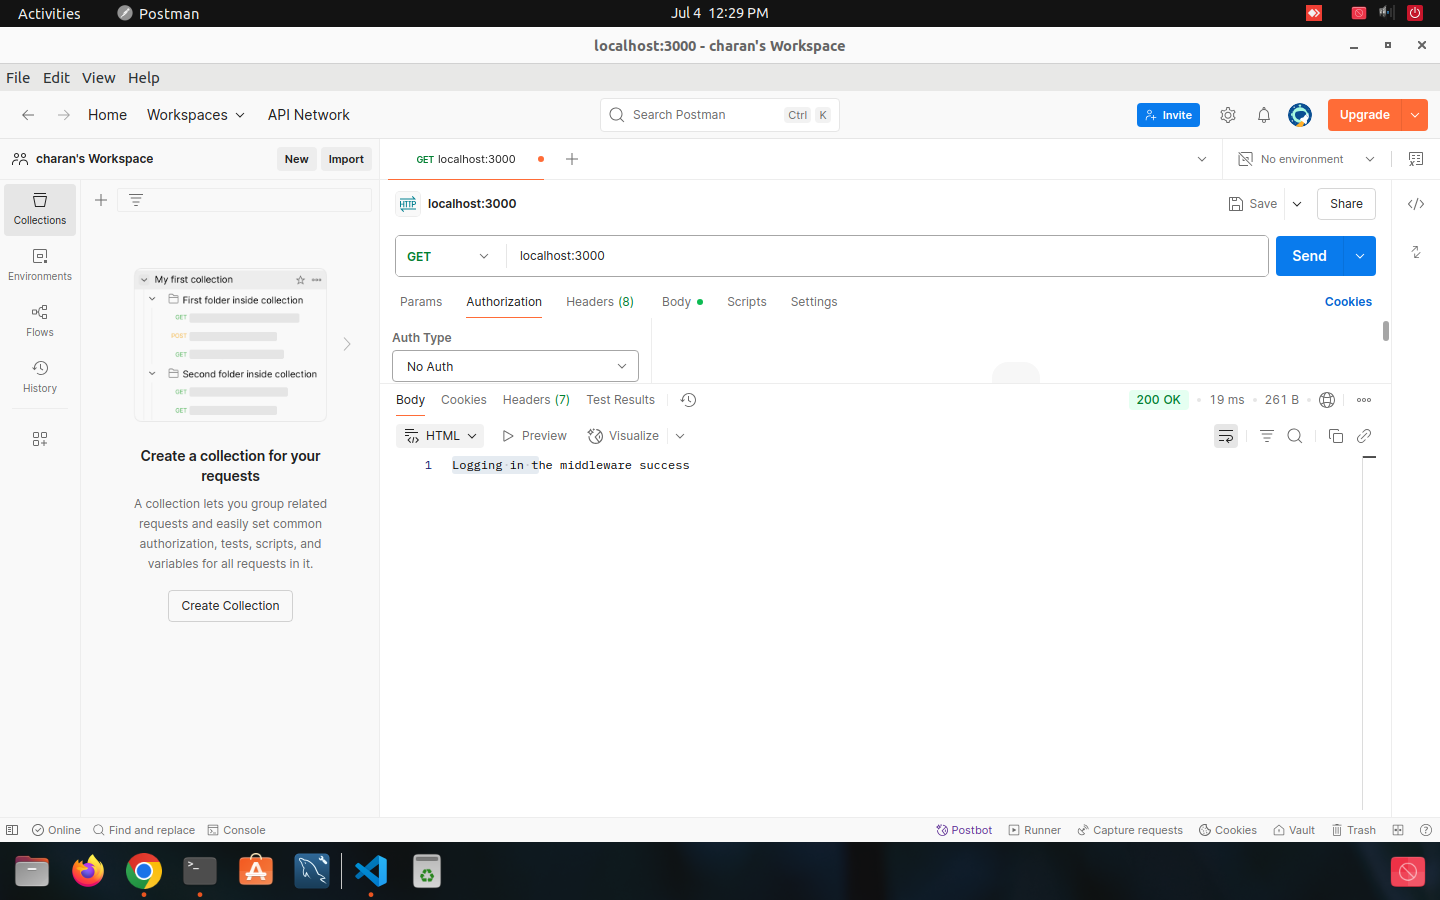 Activities
Postman
Jul 4 12:29 PM
localhost:3000 - charan's Workspace
File Edit View Help
Home Workspaces API Network
Search Postman Ctrl K
Invite
Upgrade
charan's Workspace
New Import
GET localhost:3000
No environment
Collections
Environments
Flows
History
My first collection
First folder inside collection
GET
POST
GET
Second folder inside collection
GET
GET
Create a collection for your
requests
A collection lets you group related
requests and easily set common
authorization, tests, scripts, and
variables for all requests in it.
Create Collection
HTTP localhost:3000
Save
Share
GET localhost:3000
Send
Params Authorization Headers (8) Body Scripts Settings
Cookies
Auth Type
No Auth
Body Cookies Headers (7) Test Results
200 OK 19 ms 261 B
HTML Preview Visualize
1 Logging in the middleware success
Online Find and replace Console
Postbot Runner Capture requests Cookies Vault Trash